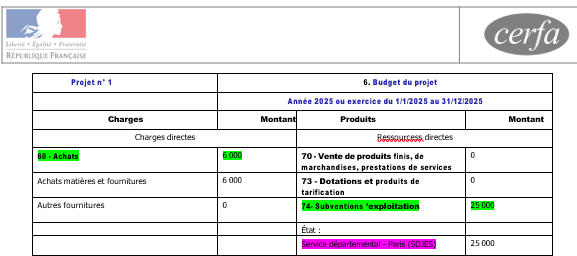 Liberté • Égalité • Fraternité
RÉPUBLIQUE FRANÇAISE
cerfa
Projet n° 1
6. Budget du projet
Année 2025 ou exercice du 1/1/2025 au 31/12/2025
Charges
Montant
Produits
Montant
Charges directes
Ressourcess directes
60 - Achats
6 000
70 - Vente de produits finis, de
marchandises, prestations de services
0
Achats matières et fournitures
6 000
73 - Dotations et produits de
tarification
0
Autres fournitures
0
74- Subventions 'exploitation
25 000
État :
Service départemental - Paris (SDJES)
25 000